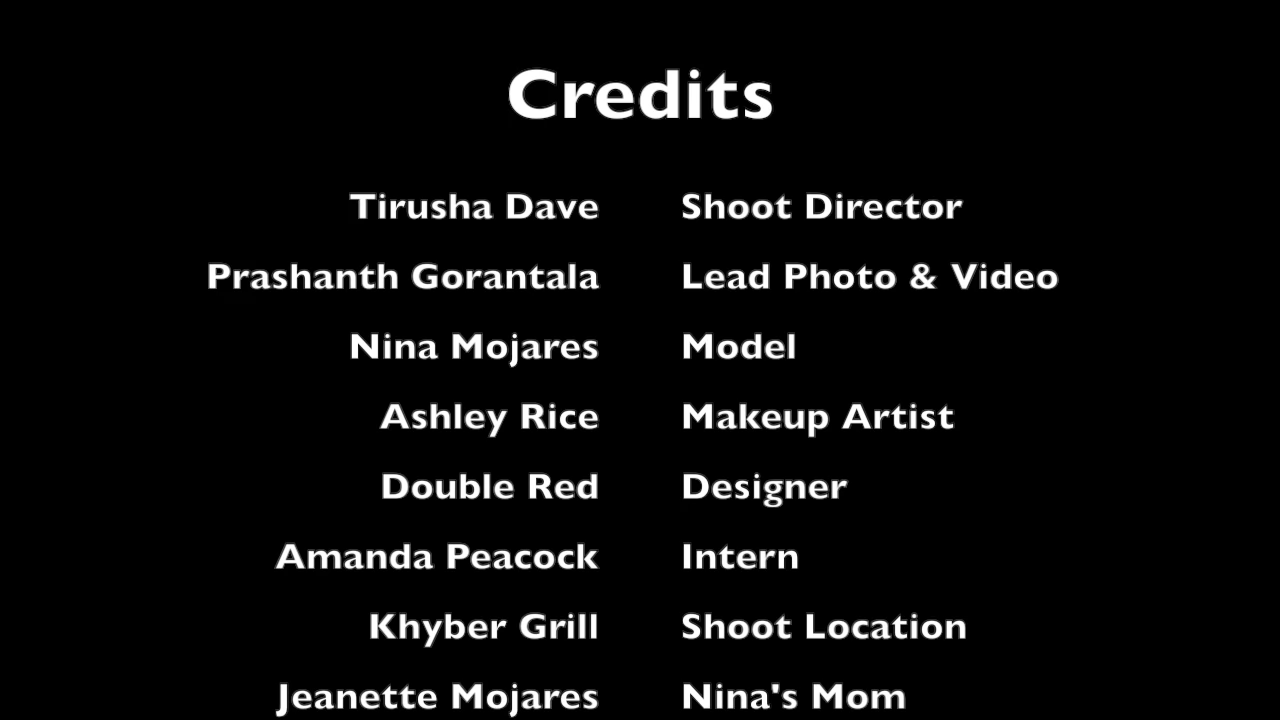 Credits
Tirusha Dave Shoot Director
Prashanth Gorantala Lead Photo & Video
Nina Mojares Model
Ashley Rice Makeup Artist
Double Red Designer
Amanda Peacock Intern
Khyber Grill Shoot Location
Jeanette Mojares Nina's Mom